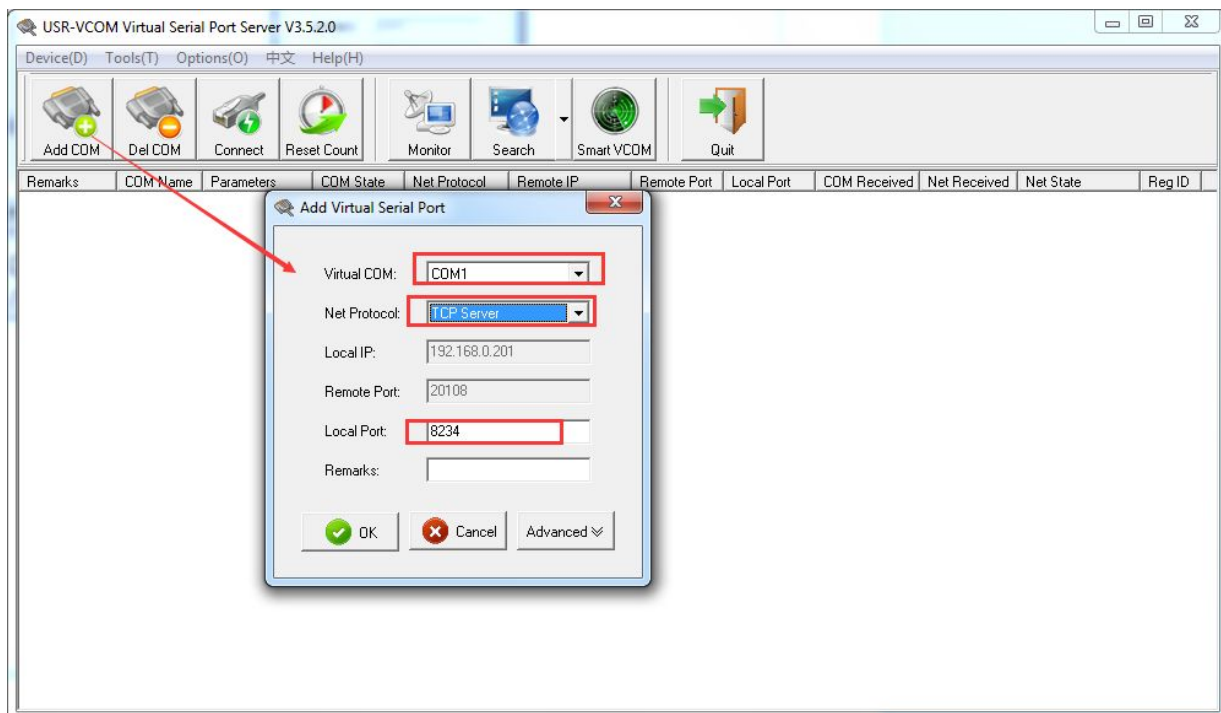 USR-VCOM Virtual Serial Port Server V3.5.2.0
Device(D) Tools(T) Options(O) 中文 Help(H)
Add COM Del COM Connect Reset Count Monitor Search Smart VCOM Quit
Remarks COM Name Parameters COM State Net Protocol Remote IP Remote Port Local Port COM Received Net Received Net State Reg ID
Add Virtual Serial Port
Virtual COM: COM1
Net Protocol: TCP Server
Local IP: 192.168.0.201
Remote Port: 20108
Local Port: 8234
Remarks:
OK Cancel Advanced